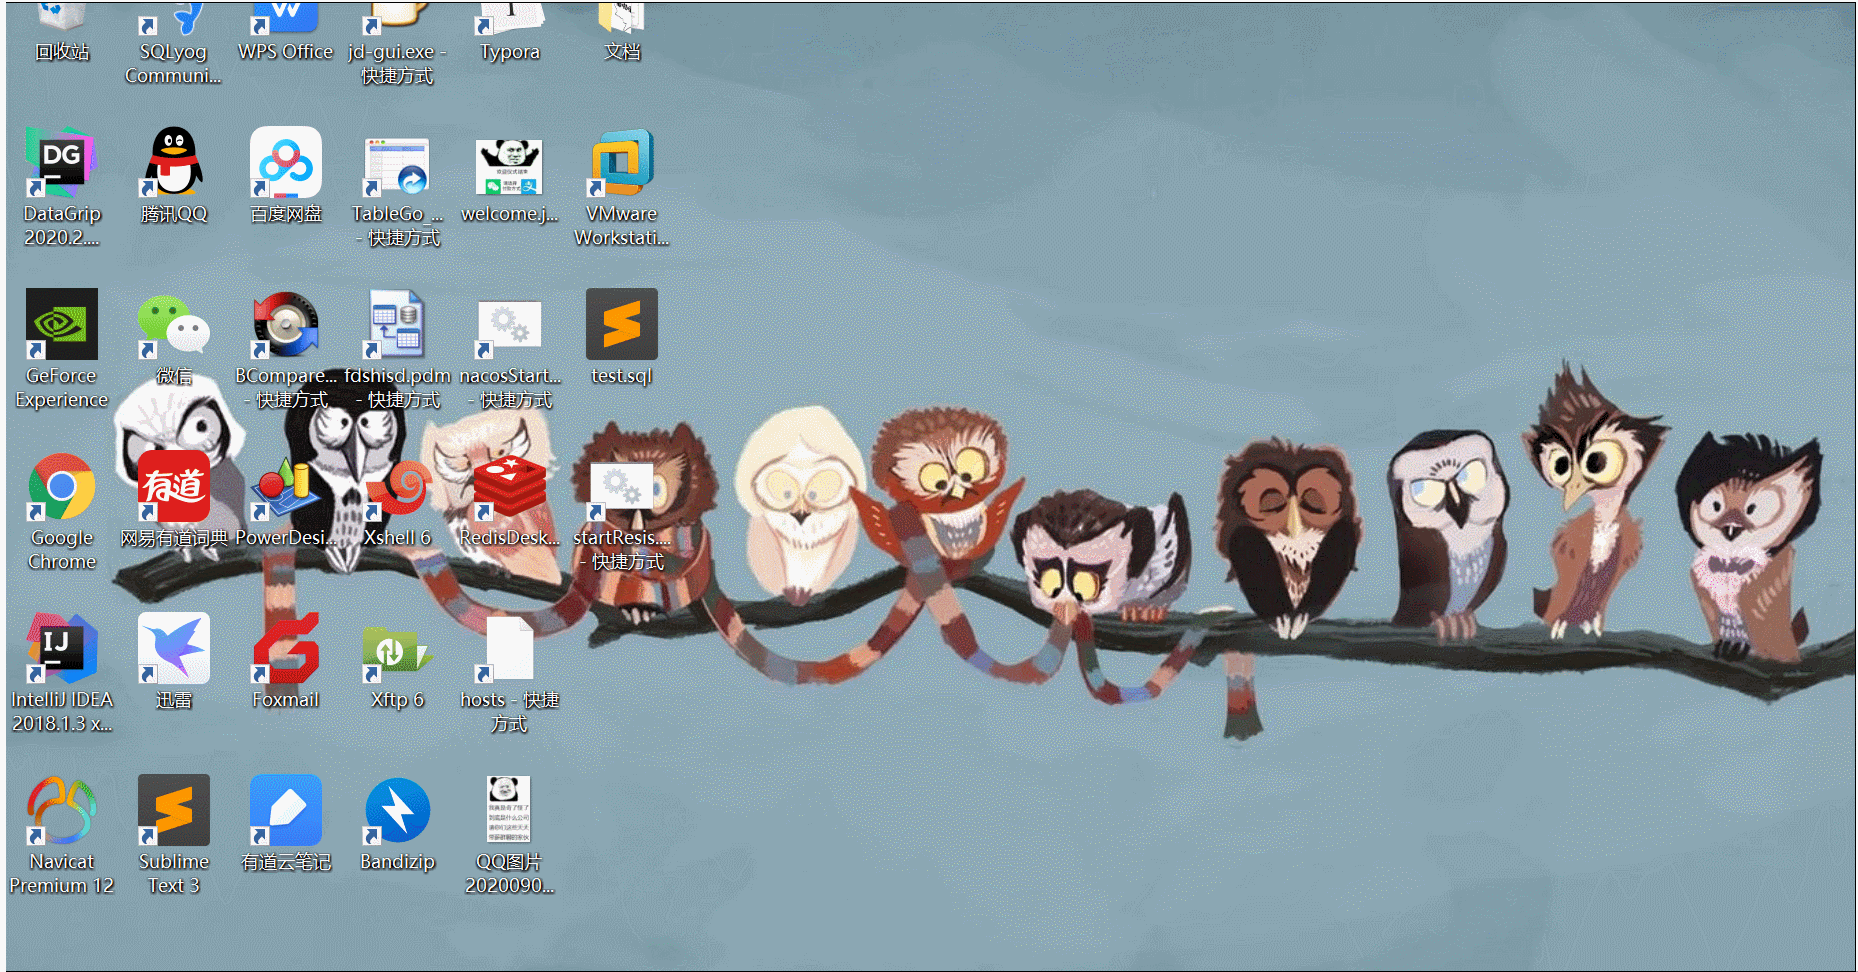 回收站
SQLyog
Communi...
WPS Office
jd-gui.exe -
快捷方式
Typora
文档
DG
DataGrip
2020.2....
腾讯QQ
百度网盘
TableGo_...
- 快捷方式
welcome.j...
VMware
Workstati...
GeForce
Experience
微信
BCompare...
- 快捷方式
fdshisd.pdm
- 快捷方式
nacosStart...
- 快捷方式
test.sql
Google
Chrome
有道
网易有道词典
PowerDesi...
Xshell 6
RedisDesk...
startResis....
- 快捷方式
IJ
IntelliJ IDEA
2018.1.3 x...
迅雷
Foxmail
Xftp 6
hosts - 快捷
方式
Navicat
Premium 12
Sublime
Text 3
有道云笔记
Bandizip
QQ图片
2020090...